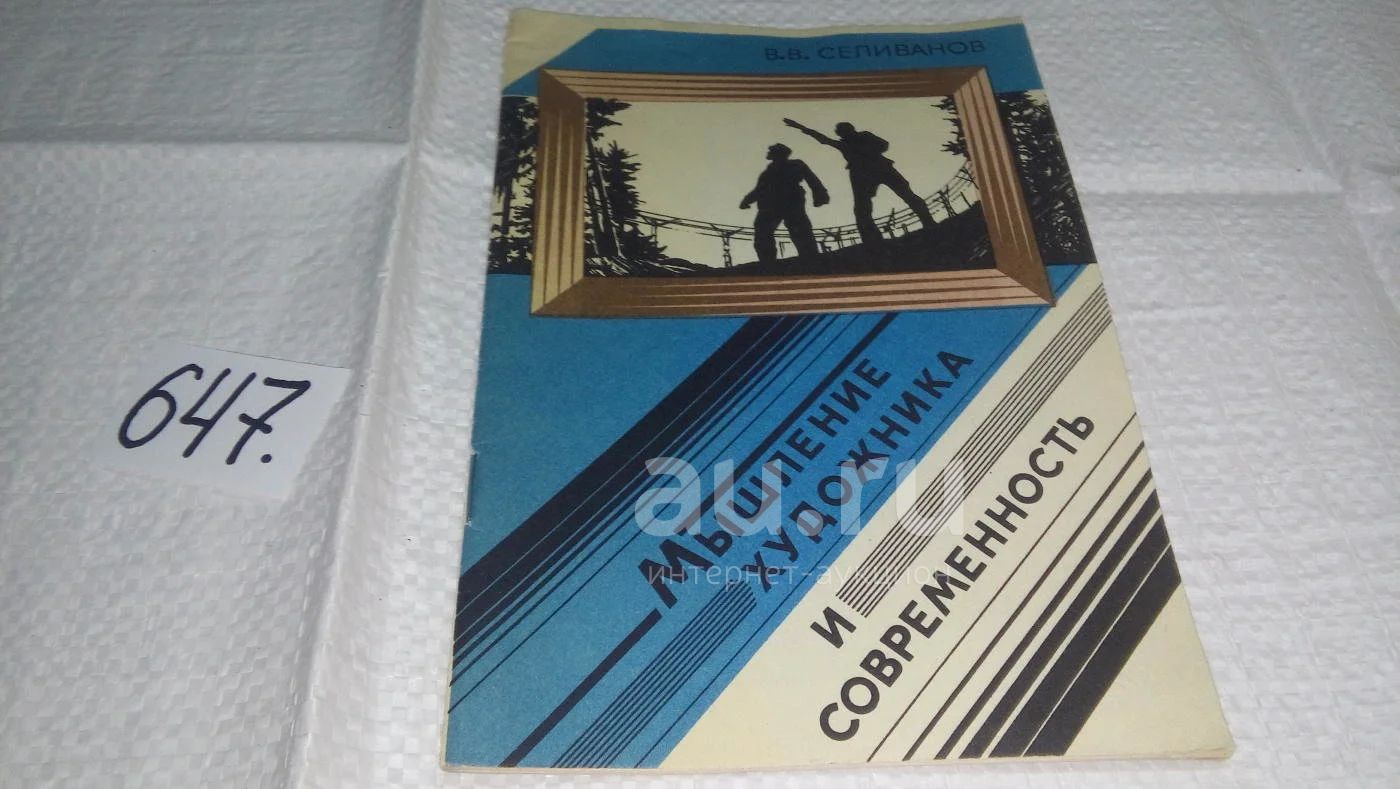 В.В. СЕЛИВАНОВ
МЫШЛЕНИЕ
ХУДОЖНИКА
И
СОВРЕМЕННОСТЬ
647.
au.ru
интернет-аукцион